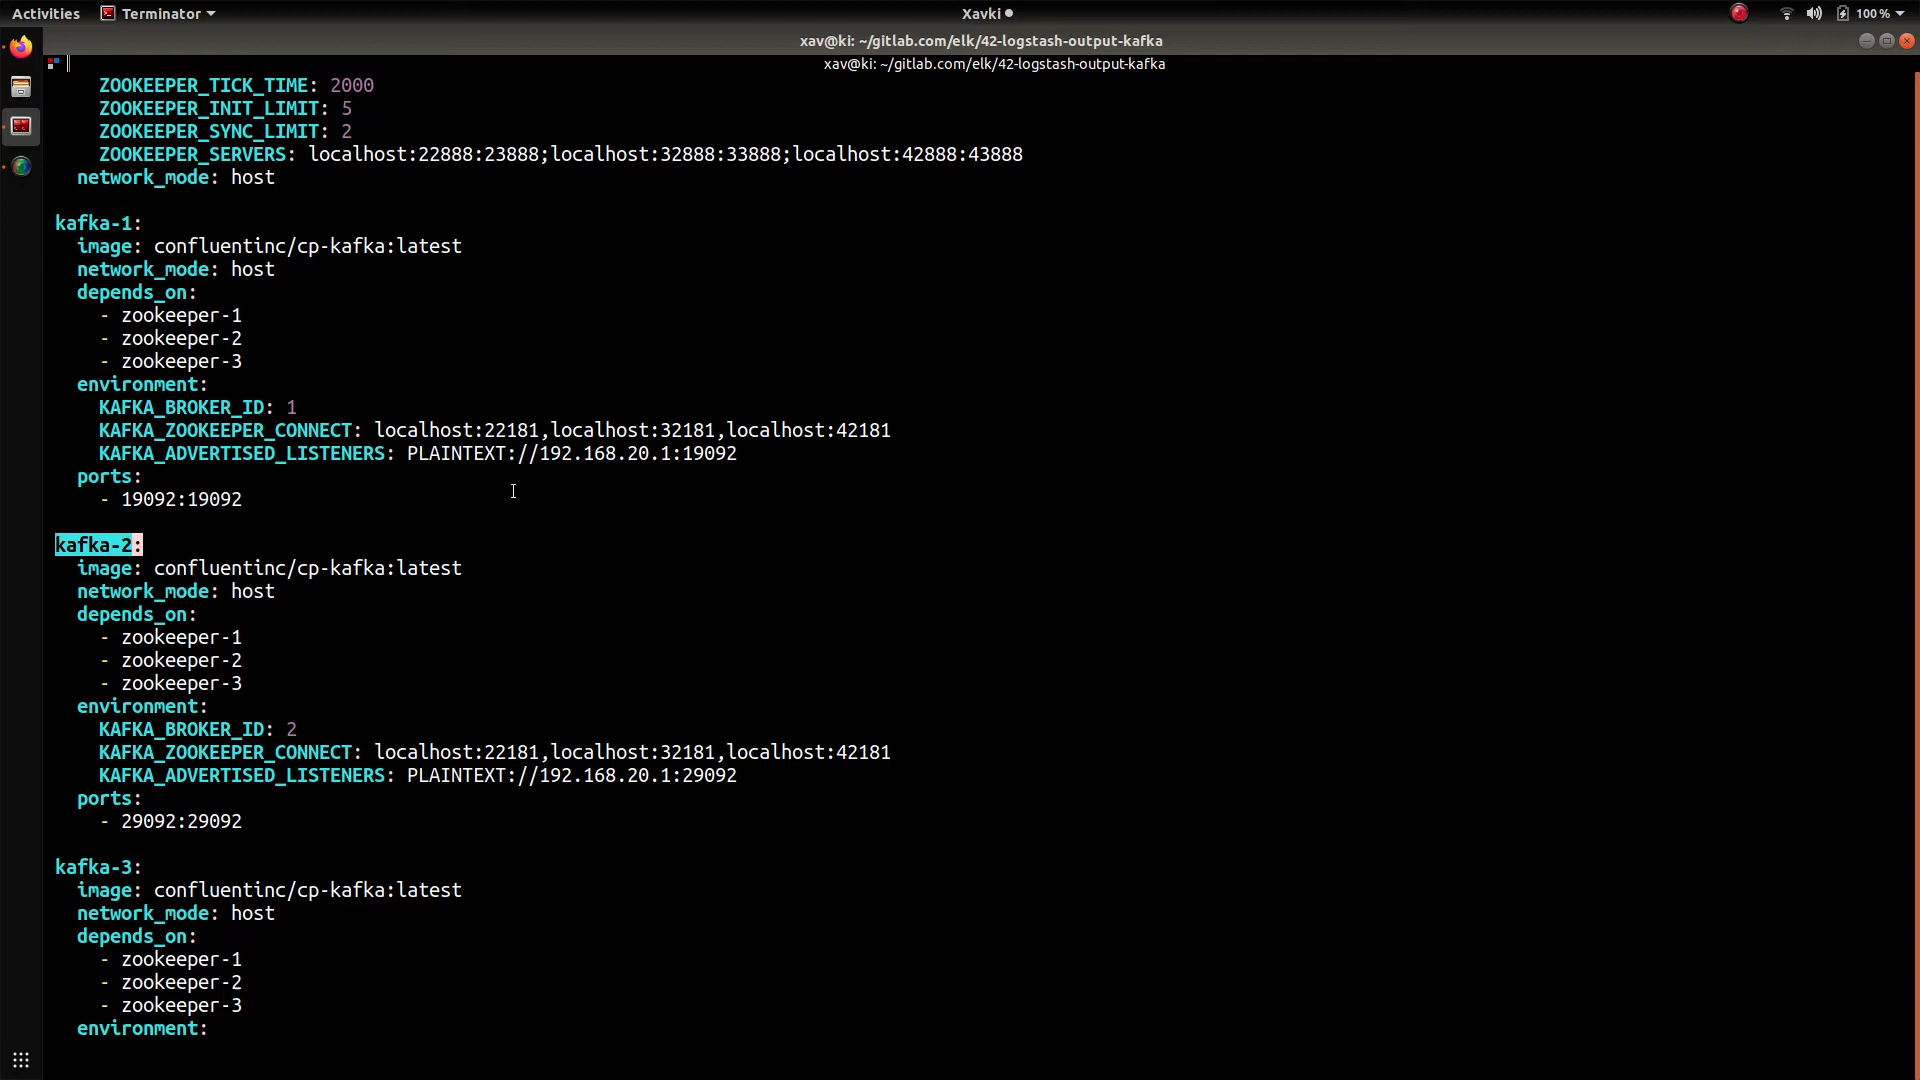 Activities Terminator Xavki 100 %
xav@ki: ~/gitlab.com/elk/42-logstash-output-kafka
xav@ki: ~/gitlab.com/elk/42-logstash-output-kafka
ZOOKEEPER_TICK_TIME: 2000
ZOOKEEPER_INIT_LIMIT: 5
ZOOKEEPER_SYNC_LIMIT: 2
ZOOKEEPER_SERVERS: localhost:22888:23888;localhost:32888:33888;localhost:42888:43888
network_mode: host
kafka-1:
image: confluentinc/cp-kafka:latest
network_mode: host
depends_on:
- zookeeper-1
- zookeeper-2
- zookeeper-3
environment:
KAFKA_BROKER_ID: 1
KAFKA_ZOOKEEPER_CONNECT: localhost:22181,localhost:32181,localhost:42181
KAFKA_ADVERTISED_LISTENERS: PLAINTEXT://192.168.20.1:19092
ports:
- 19092:19092
kafka-2:
image: confluentinc/cp-kafka:latest
network_mode: host
depends_on:
- zookeeper-1
- zookeeper-2
- zookeeper-3
environment:
KAFKA_BROKER_ID: 2
KAFKA_ZOOKEEPER_CONNECT: localhost:22181,localhost:32181,localhost:42181
KAFKA_ADVERTISED_LISTENERS: PLAINTEXT://192.168.20.1:29092
ports:
- 29092:29092
kafka-3:
image: confluentinc/cp-kafka:latest
network_mode: host
depends_on:
- zookeeper-1
- zookeeper-2
- zookeeper-3
environment: